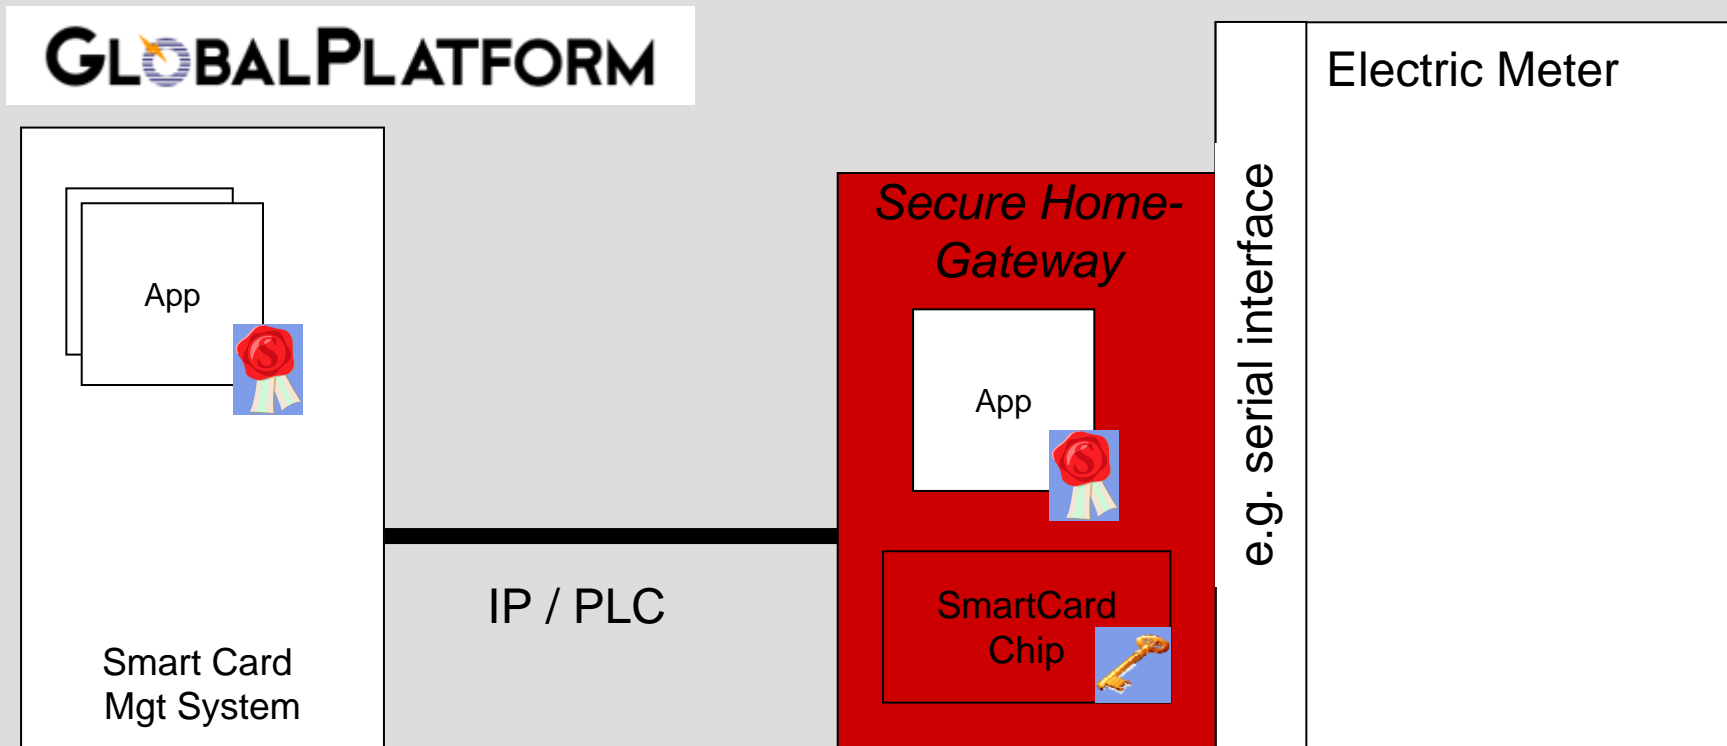 GLOBALPLATFORM
Electric Meter
App
Secure Home-
Gateway
App
S
S
e.g. serial interface
IP / PLC
SmartCard
Chip
Smart Card
Mgt System